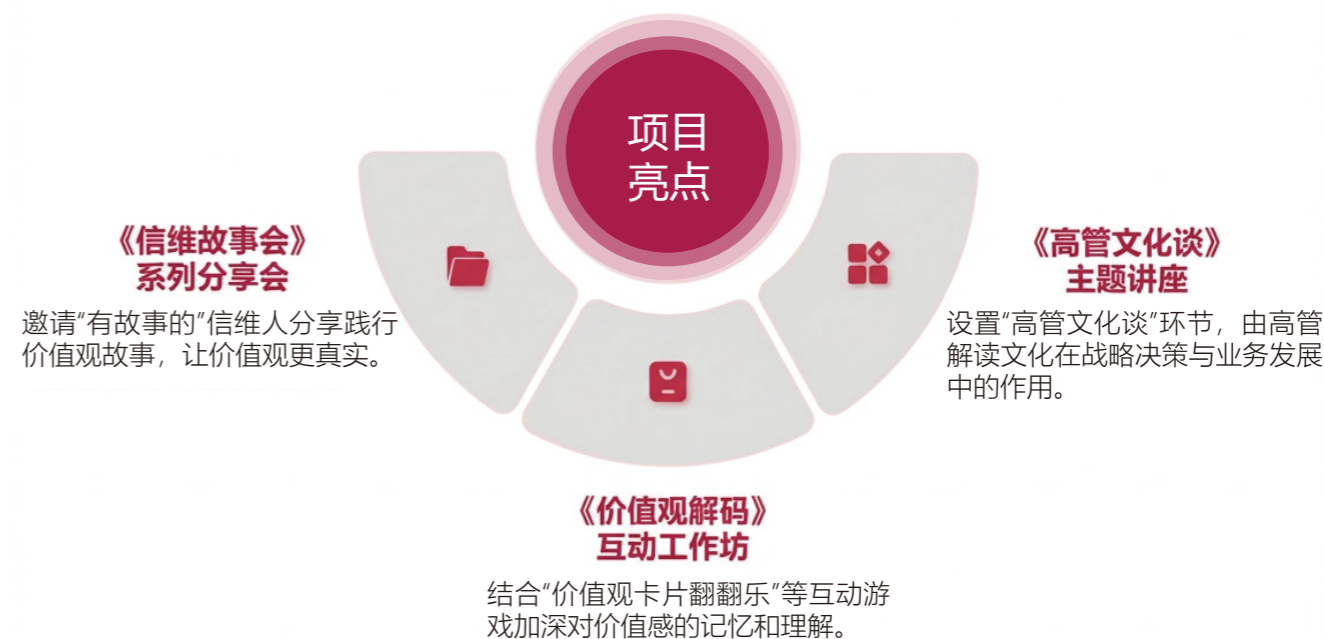 项目
亮点
《信维故事会》
系列分享会
邀请“有故事的”信维人分享践行
价值观故事，让价值观更真实。
《价值观解码》
互动工作坊
结合“价值观卡片翻翻乐”等互动游
戏加深对价值感的记忆和理解。
《高管文化谈》
主题讲座
设置“高管文化谈”环节，由高管
解读文化在战略决策与业务发展
中的作用。